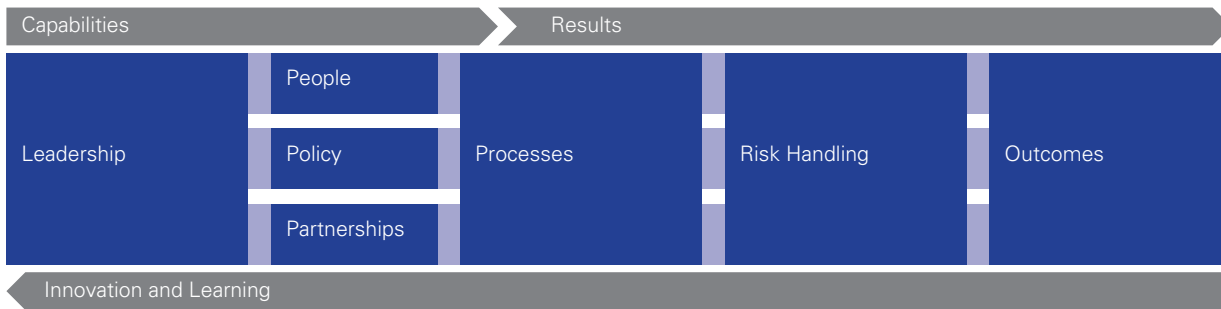 Capabilities
Results
People
Leadership
Policy
Processes
Risk Handling
Outcomes
Partnerships
Innovation and Learning